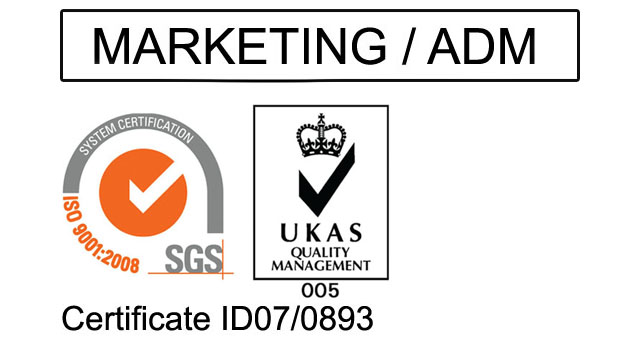 MARKETING / ADM
SYSTEM CERTIFICATION
ISO 9001:2008
SGS
UKAS
QUALITY
MANAGEMENT
005
Certificate ID07/0893